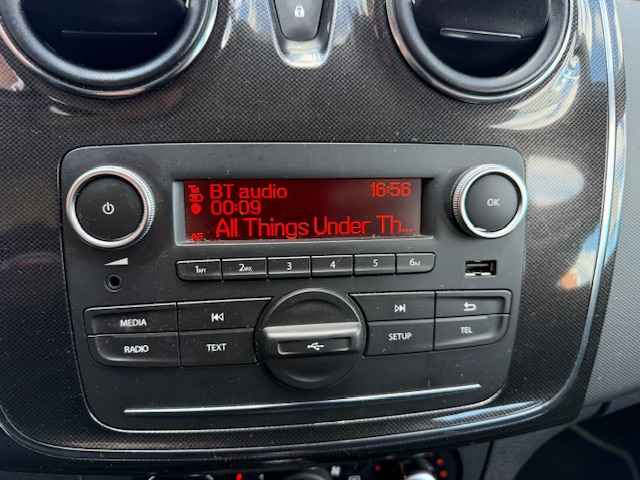 BT audio 16:56
00:09
All Things Under Th...
OK
1
2
3
4
5
6
MEDIA
RADIO
TEXT
SETUP
TEL